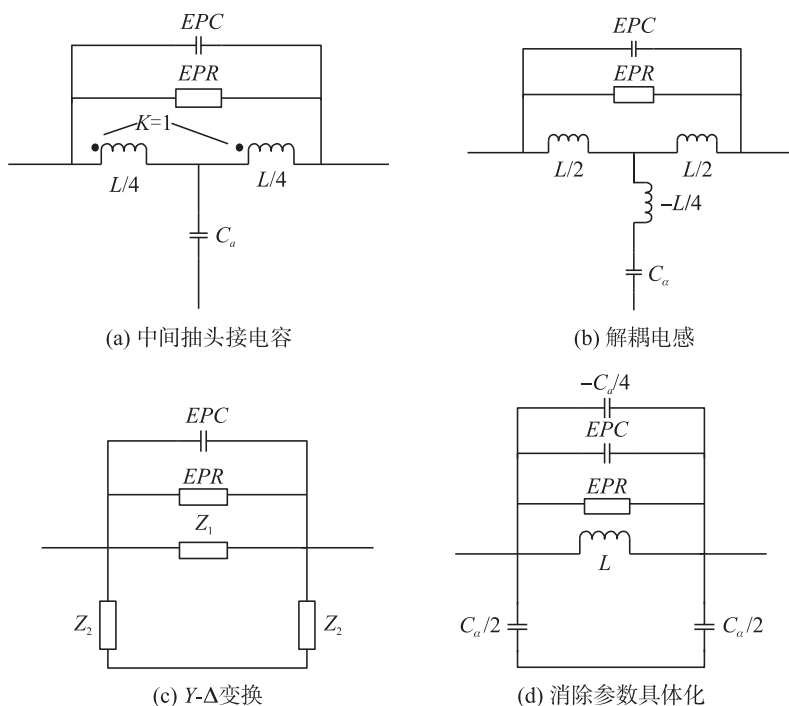 EPC
EPR
K=1
L/4
L/4
Cₐ
(a) 中间抽头接电容
EPC
EPR
L/2
L/2
−L/4
Cα
(b) 解耦电感
EPC
EPR
Z₁
Z₂
Z₂
(c) Y-Δ变换
−Cₐ/4
EPC
EPR
L
Cα/2
Cα/2
(d) 消除参数具体化